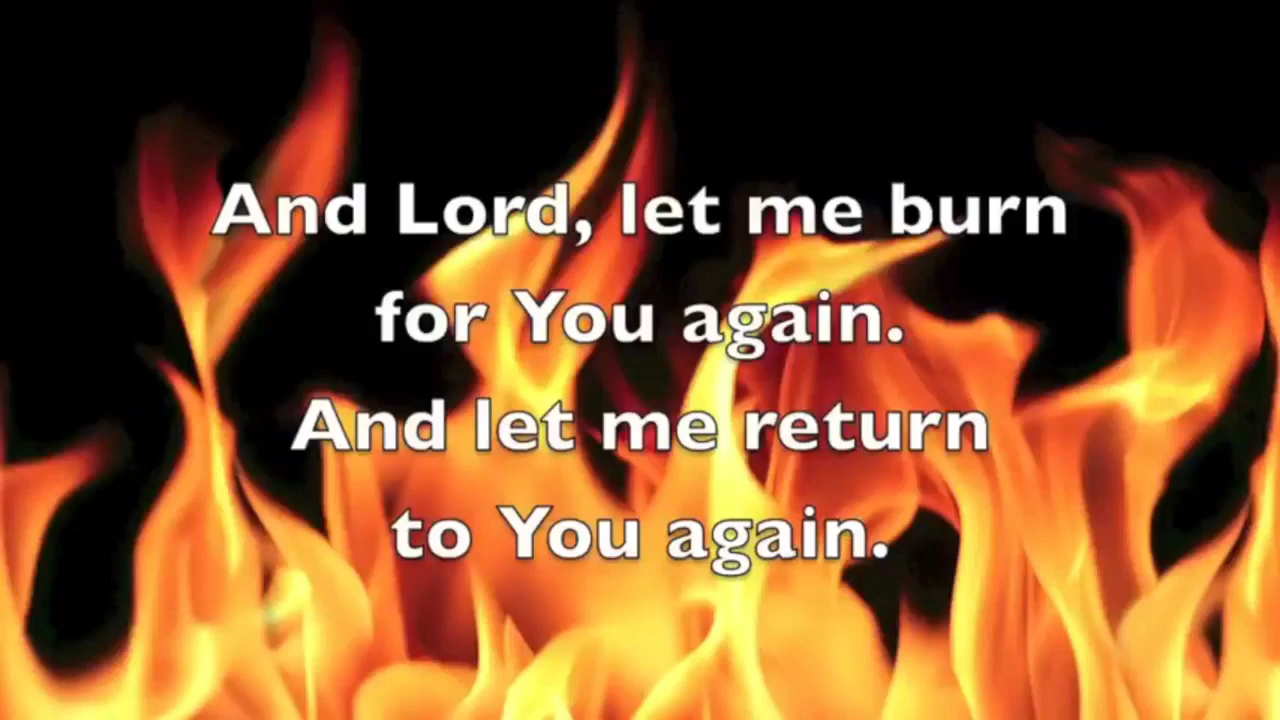 And Lord, let me burn
for You again.
And let me return
to You again.